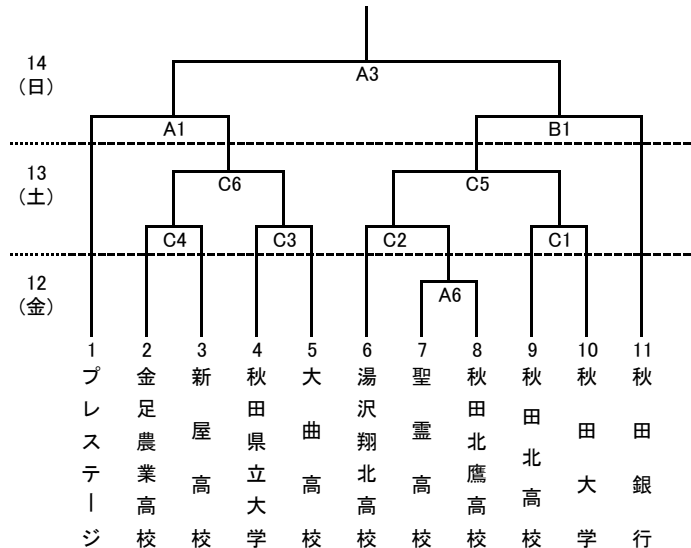 14
(日)
A3
A1
B1
13
(土)
C6
C5
C4
C3
C2
C1
12
(金)
A6
1
2
3
4
5
6
7
8
9
10
11
プレステージ
金足農業高校
新屋高校
秋田県立大学
大曲高校
湯沢翔北高校
聖霊高校
秋田北鷹高校
秋田北高校
秋田大学
秋田銀行